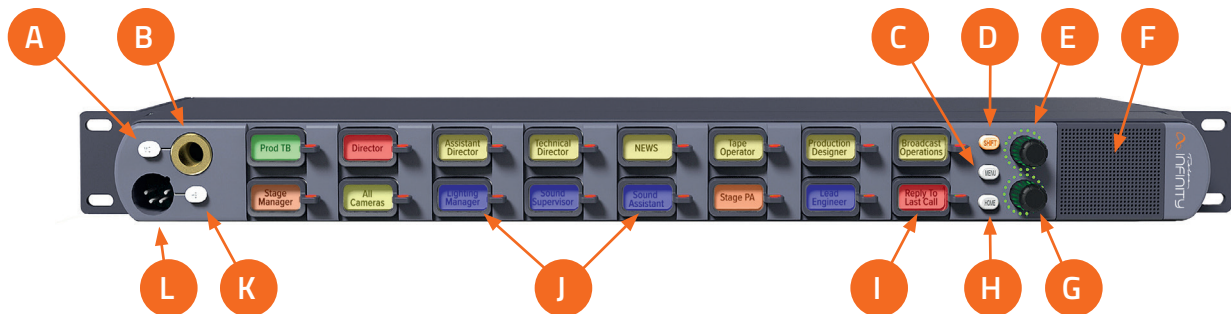 A
B
C
D
E
F
Prod TB
Director
Assistant
Director
Technical
Director
NEWS
Tape
Operator
Production
Designer
Broadcast
Operations
SHIFT
MENU
HOME
Stage
Manager
All
Cameras
Lighting
Manager
Sound
Supervisor
Sound
Assistant
Stage PA
Lead
Engineer
Reply To
Last Call
infinity
L
K
J
I
H
G